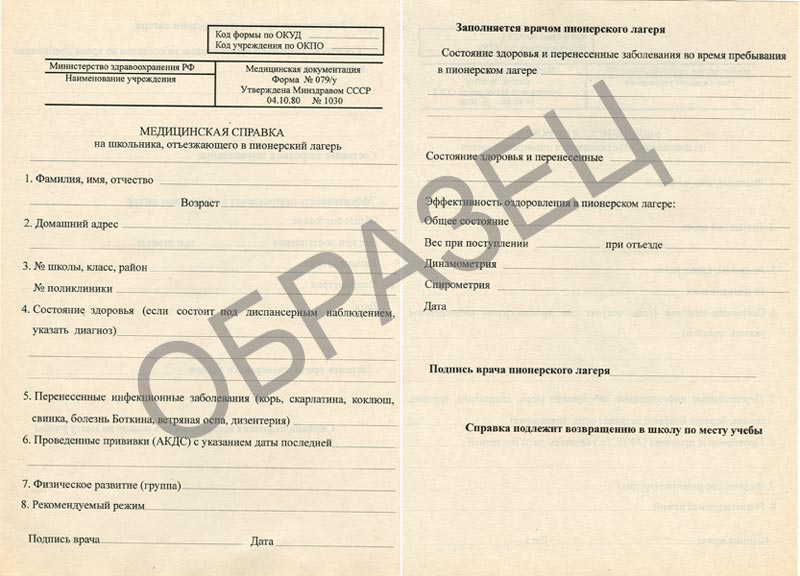 Код формы по ОКУД
Код учреждения по ОКПО
Министерство здравоохранения РФ
Наименование учреждения
Медицинская документация
Форма № 079/у
Утверждена Минздравом СССР
04.10.80 № 1030
МЕДИЦИНСКАЯ СПРАВКА
на школьника, отъезжающего в пионерский лагерь
1. Фамилия, имя, отчество
Возраст
2. Домашний адрес
3. № школы, класс, район
№ поликлиники
4. Состояние здоровья (если состоит под диспансерным наблюдением,
указать диагноз)
5. Перенесенные инфекционные заболевания (корь, скарлатина, коклюш,
свинка, болезнь Боткина, ветряная оспа, дизентерия)
6. Проведенные прививки (АКДС) с указанием даты последней
7. Физическое развитие (группа)
8. Рекомендуемый режим
Подпись врача Дата
Заполняется врачом пионерского лагеря
Состояние здоровья и перенесенные заболевания во время пребывания
в пионерском лагере
Состояние здоровья и перенесенные
Эффективность оздоровления в пионерском лагере:
Общее состояние
Вес при поступлении при отъезде
Динамометрия
Спирометрия
Дата
Подпись врача пионерского лагеря
Справка подлежит возвращению в школу по месту учебы
ОБРАЗЕЦ